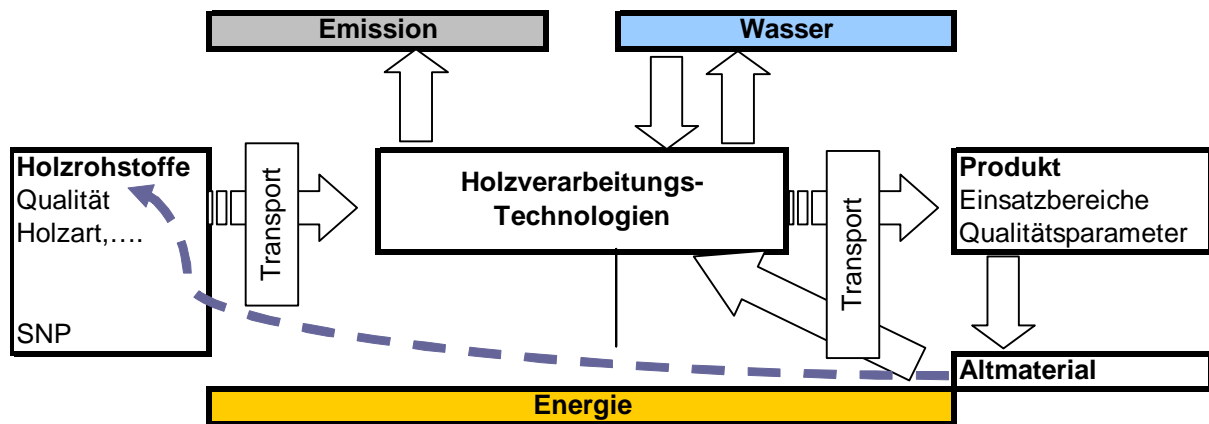 Emission
Wasser
Holzrohstoffe
Qualität
Holzart,....
SNP
Transport
Holzverarbeitungs-
Technologien
Transport
Produkt
Einsatzbereiche
Qualitätsparameter
Altmaterial
Energie